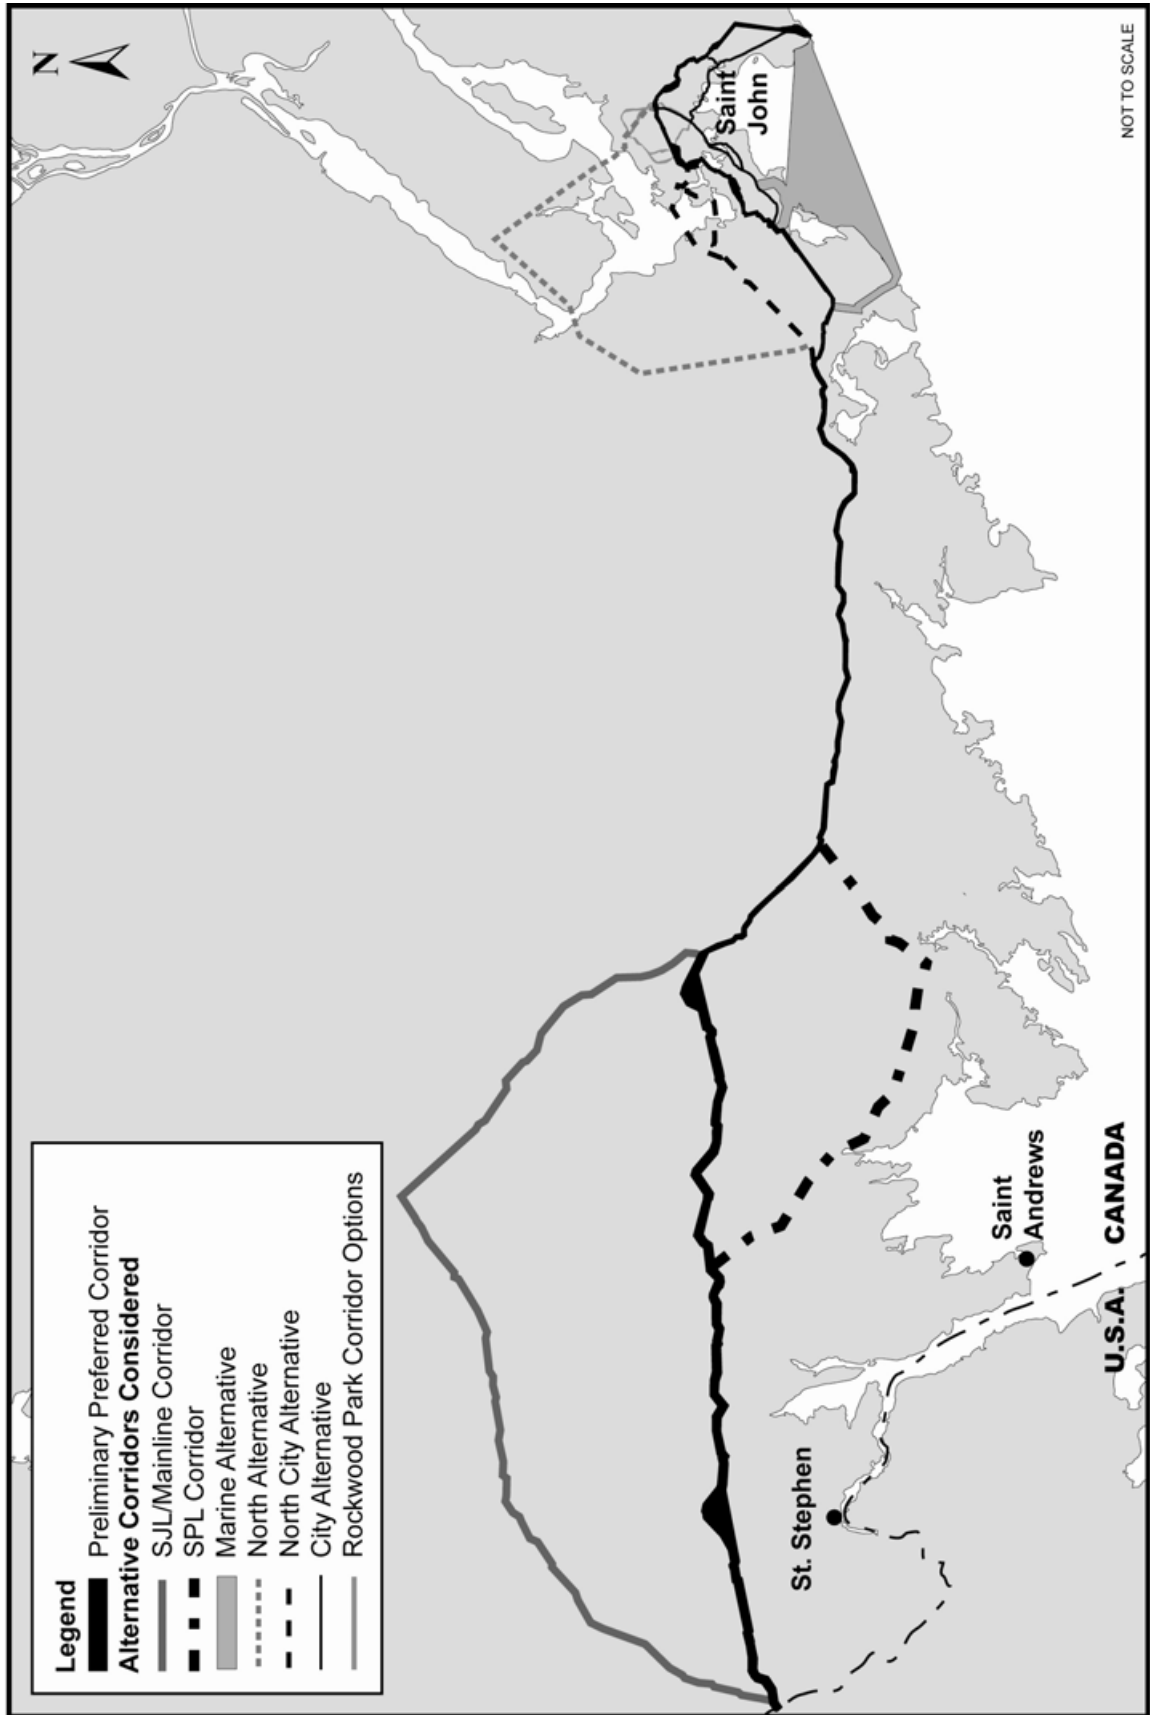 N
Legend
Preliminary Preferred Corridor
Alternative Corridors Considered
SJL/Mainline Corridor
SPL Corridor
Marine Alternative
North Alternative
North City Alternative
City Alternative
Rockwood Park Corridor Options
Saint
John
St. Stephen
Saint
Andrews
U.S.A. CANADA
NOT TO SCALE